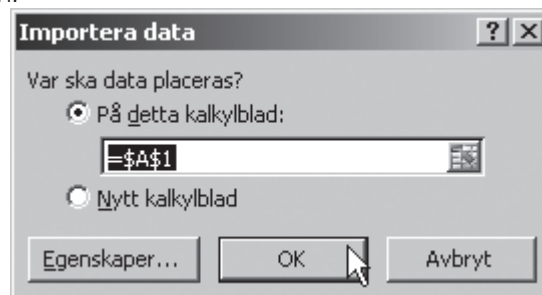 Importera data
Var ska data placeras?
På detta kalkylblad:
=$A$1
Nytt kalkylblad
Egenskaper... OK Avbryt